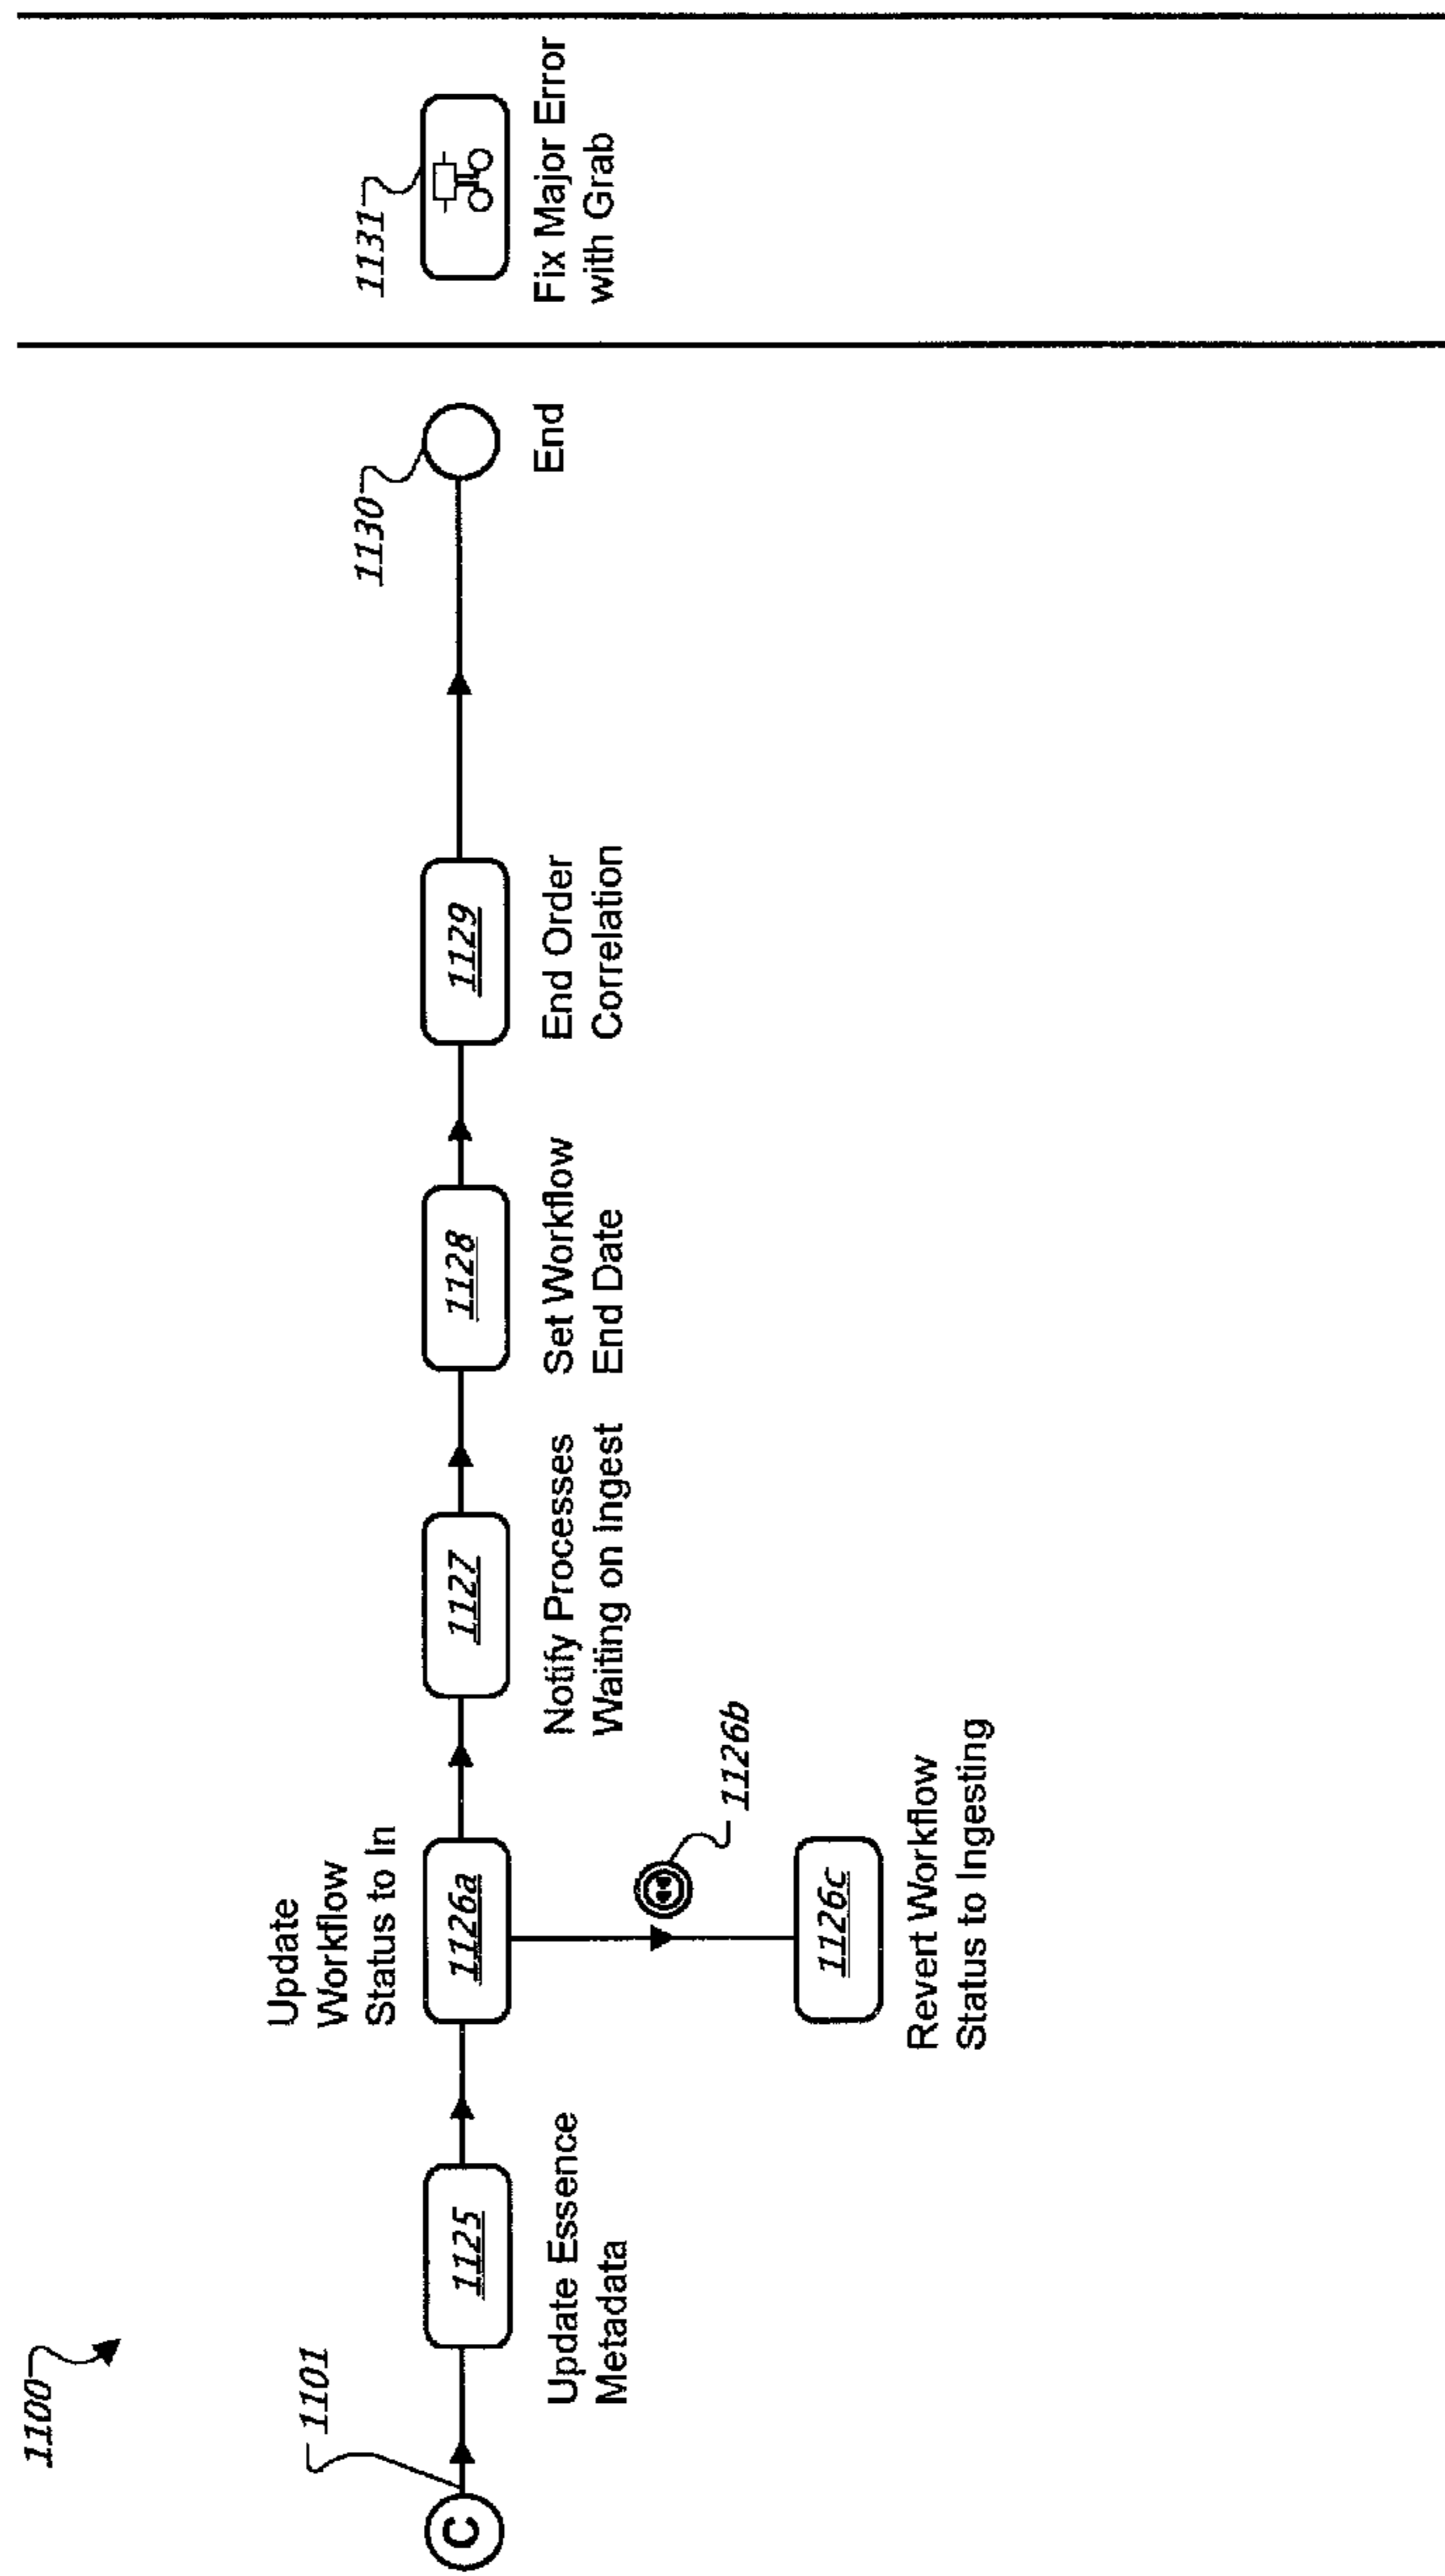 1100
C
1101
1125
Update Essence
Metadata
Update
Workflow
Status to In
1126a
1126b
1126c
Revert Workflow
Status to Ingesting
1127
Notify Processes
Waiting on Ingest
1128
Set Workflow
End Date
1129
End Order
Correlation
1130
End
1131
Fix Major Error
with Grab